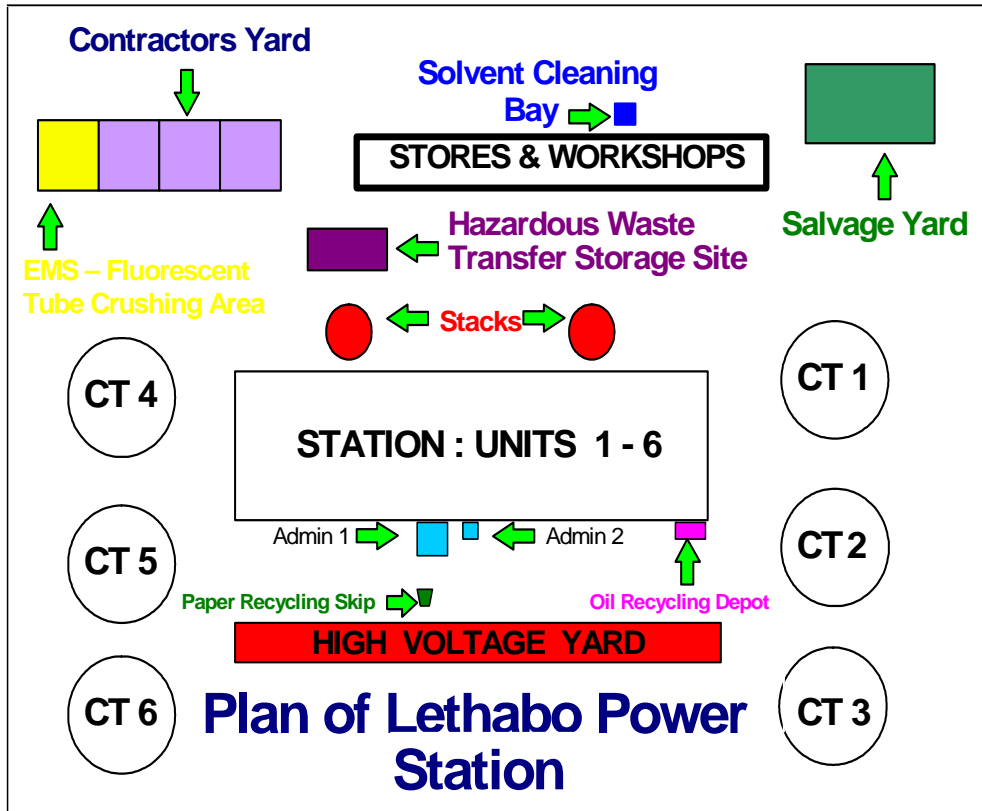 Contractors Yard
Solvent Cleaning
Bay
STORES & WORKSHOPS
Salvage Yard
Hazardous Waste
Transfer Storage Site
EMS – Fluorescent
Tube Crushing Area
Stacks
CT 4
CT 1
STATION : UNITS 1 - 6
Admin 1
Admin 2
CT 5
CT 2
Paper Recycling Skip
Oil Recycling Depot
HIGH VOLTAGE YARD
CT 6
CT 3
Plan of Lethabo Power
Station